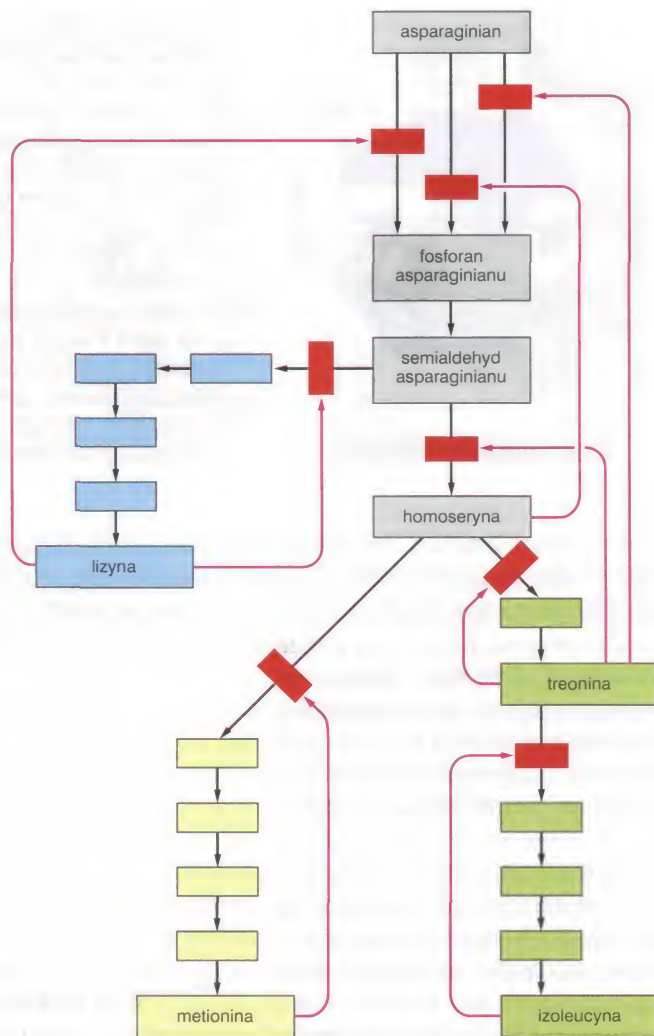 asparaginian
fosforan
asparaginianu
semialdehyd
asparaginianu
homoseryna
lizyna
treonina
metionina
izoleucyna